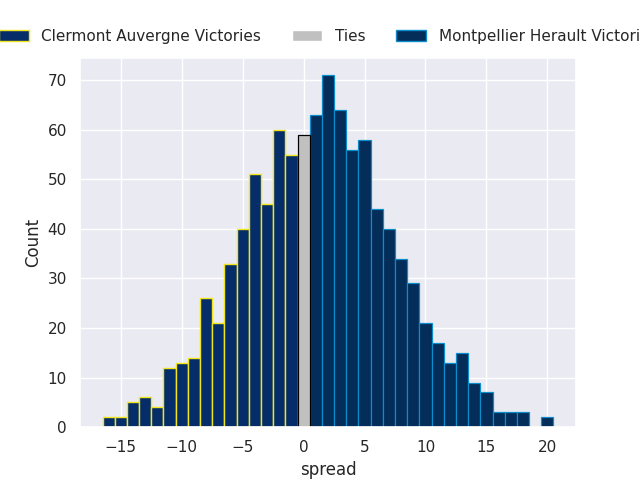 Clermont Auvergne Victories Ties Montpellier Herault Victori
70
60
50
40
30
20
10
0
Count
−15 −10 −5 0 5 10 15 20
spread